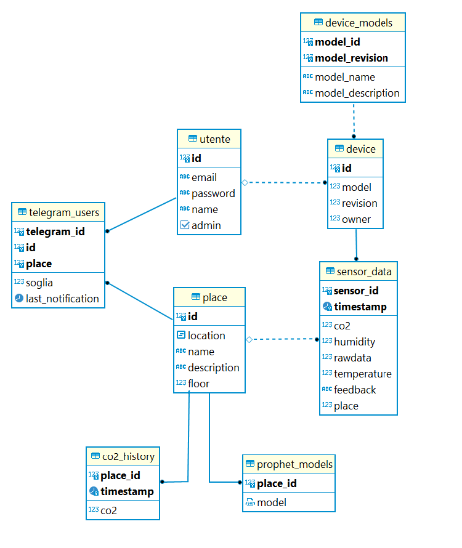 device_models
model_id
model_revision
model_name
model_description
utente
id
email
password
name
admin
device
id
model
revision
owner
telegram_users
telegram_id
id
place
soglia
last_notification
place
id
location
name
description
floor
sensor_data
sensor_id
timestamp
co2
humidity
rawdata
temperature
feedback
place
co2_history
place_id
timestamp
co2
prophet_models
place_id
model